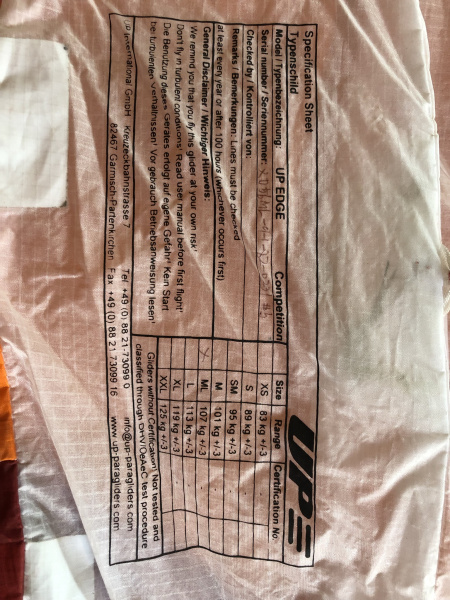 Specification Sheet
Typenschild
UP
Model / Typenbezeichnung: UP EDGE Competition
Serial number / Seriennummer:
Checked by / Kontrolliert von:
Remarks / Bemerkungen: Lines must be checked
at least every year or after 100 hours (whichever occurs first)
General Disclaimer / Wichtiger Hinweis:
We remind you that you fly this glider at your own risk!
Don't fly in turbulent conditions! Read user manual before first flight!
Die Benutzung dieses Gerätes erfolgt auf eigene Gefahr! Kein Start
bei turbulenten Verhältnissen! Vor gebrauch Betriebsanweisung lesen!
Size Range Certification No.
XS 83 kg +/-3
S 89 kg +/-3
SM 95 kg +/-3
M 101 kg +/-3
X ML 107 kg +/-3
L 113 kg +/-3
XL 119 kg +/-3
XXL 125 kg +/-3
Gliders without Certification: Not tested and
classified through test procedure
UP International GmbH Kreuzeckbahnstrasse 7 Tel +49 (0) 88 21-73099 0 info@up-paragliders.com
82467 Garmisch-Partenkirchen Fax +49 (0) 88 21 73099 16 www.up-paragliders.com